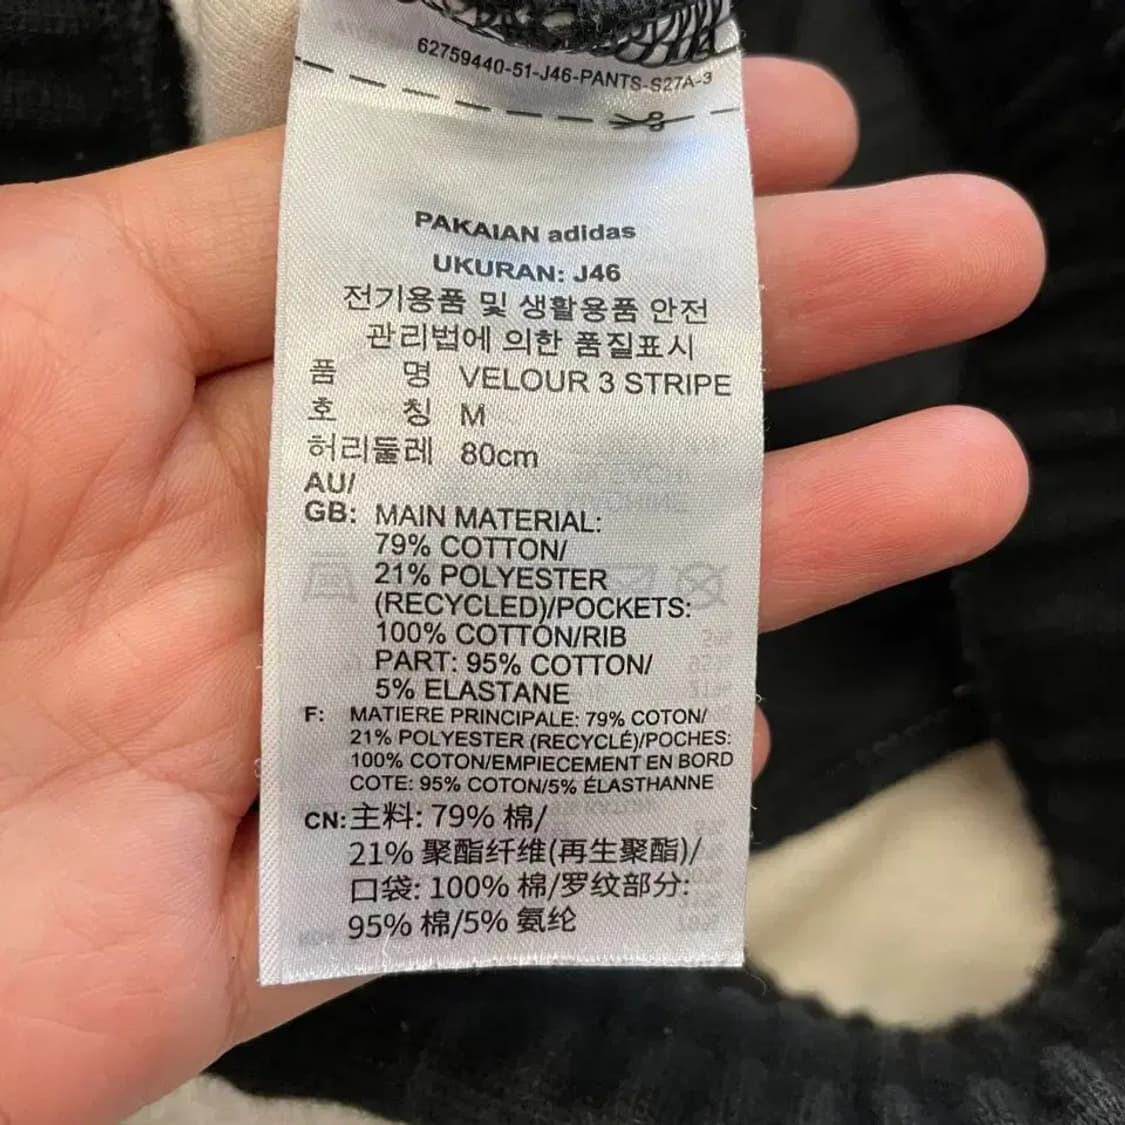 62759440-51-J46-PANTS-S27A-3
PAKAIAN adidas
UKURAN: J46
전기용품 및 생활용품 안전
관리법에 의한 품질표시
품 명 VELOUR 3 STRIPE
호 칭 M
허리둘레 80cm
AU/
GB: MAIN MATERIAL:
79% COTTON/
21% POLYESTER
(RECYCLED)/POCKETS:
100% COTTON/RIB
PART: 95% COTTON/
5% ELASTANE
F: MATIERE PRINCIPALE: 79% COTON/
21% POLYESTER (RECYCLÉ)/POCHES:
100% COTON/EMPIECEMENT EN BORD
COTE: 95% COTON/5% ÉLASTHANNE
CN: 主料: 79% 棉/
21% 聚酯纤维(再生聚酯)/
口袋: 100% 棉/罗纹部分:
95% 棉/5% 氨纶